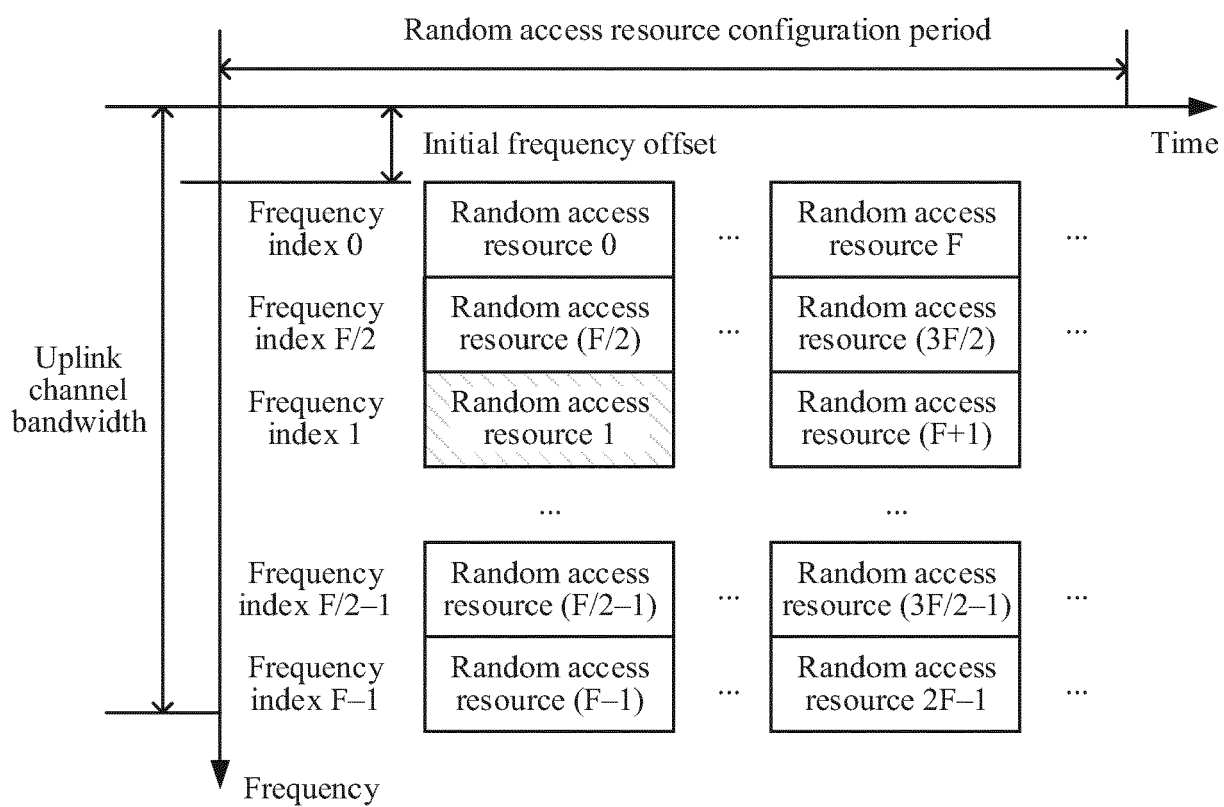 Random access resource configuration period
Time
Initial frequency offset
Frequency
index 0
Random access
resource 0
...
Random access
resource F
...
Frequency
index F/2
Random access
resource (F/2)
...
Random access
resource (3F/2)
...
Uplink
channel
bandwidth
Frequency
index 1
Random access
resource 1
Random access
resource (F+1)
...
...
Frequency
index F/2–1
Random access
resource (F/2–1)
...
Random access
resource (3F/2–1)
...
Frequency
index F–1
Random access
resource (F–1)
...
Random access
resource 2F–1
...
Frequency